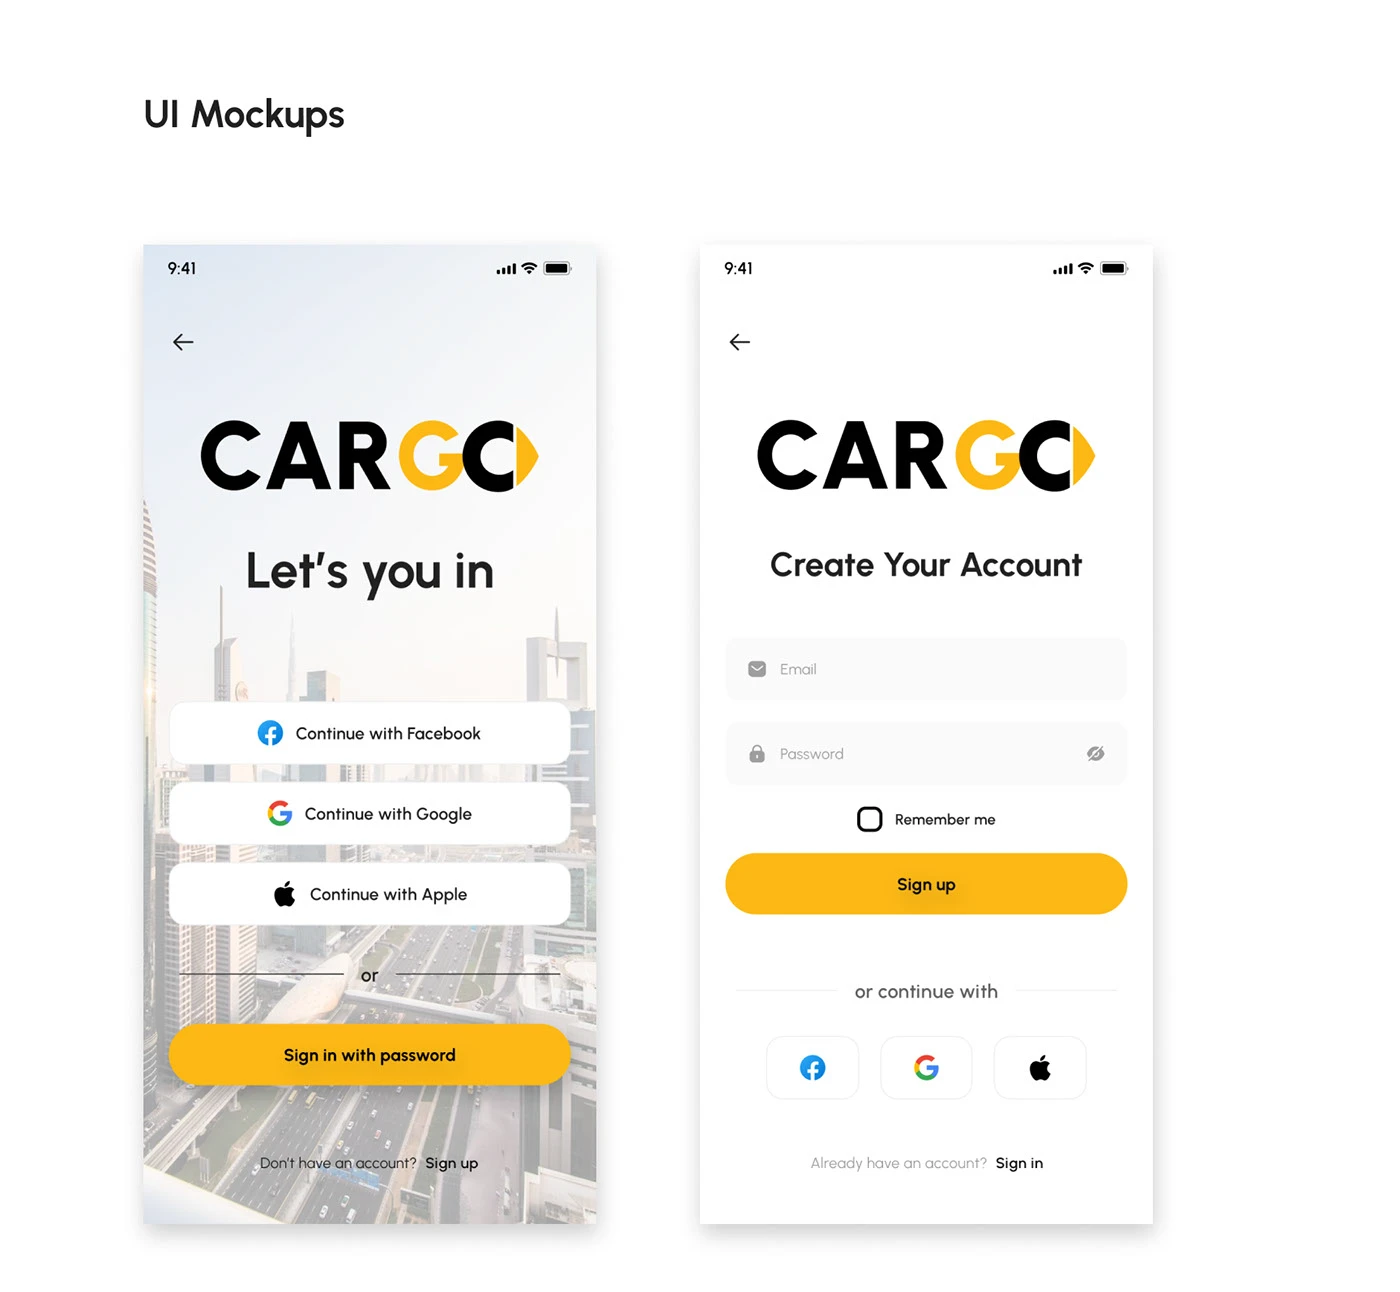 UI Mockups
9:41
CARGO
Let's you in
Continue with Facebook
Continue with Google
Continue with Apple
or
Sign in with password
Don't have an account? Sign up
9:41
CARGO
Create Your Account
Email
Password
Remember me
Sign up
or continue with
Already have an account? Sign in